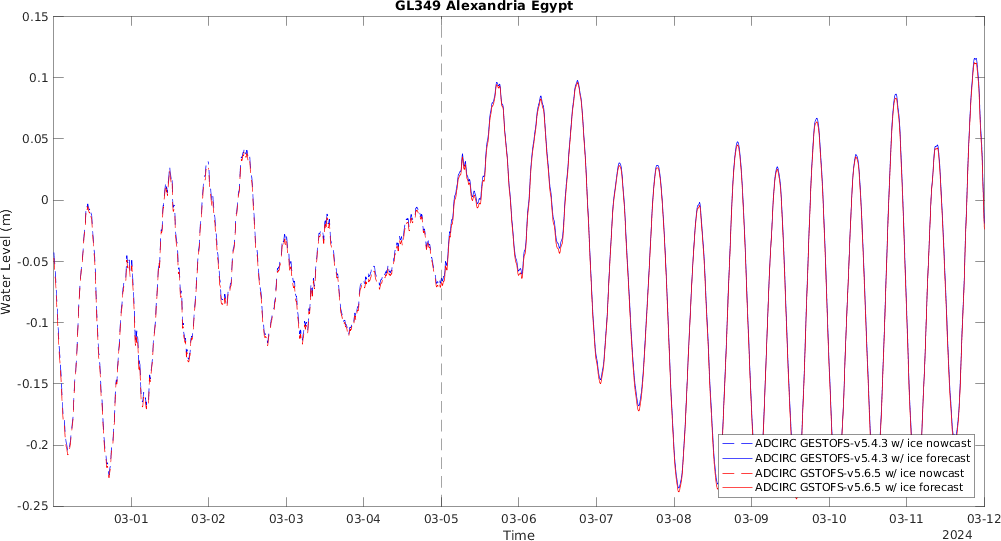 GL349 Alexandria Egypt
0.15
0.1
0.05
0
-0.05
-0.1
-0.15
-0.2
-0.25
Water Level (m)
ADCIRC GESTOFS-v5.4.3 w/ ice nowcast
ADCIRC GESTOFS-v5.4.3 w/ ice forecast
ADCIRC GSTOFS-v5.6.5 w/ ice nowcast
ADCIRC GSTOFS-v5.6.5 w/ ice forecast
03-01 03-02 03-03 03-04 03-05 03-06 03-07 03-08 03-09 03-10 03-11 03-12
Time
2024